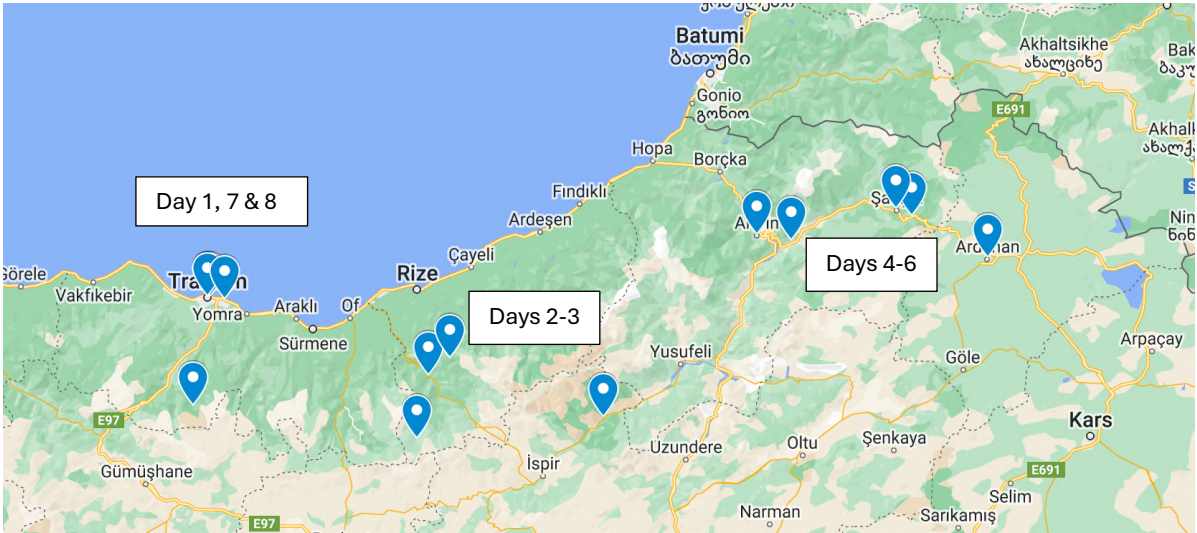 Batumi
ბათუმი
Akhaltsikhe
ახალციხე
Gonio
გონიო
E691
Hopa
Borçka
Fındıklı
Day 1, 7 & 8
Ardeşen
Çayeli
Rize
Görele
Vakfıkebir
Yomra
Araklı
Of
Sürmene
Days 4-6
Days 2-3
Yusufeli
Göle
Arpaçay
E97
Kars
Gümüşhane
İspir
Uzundere
Oltu
Şenkaya
E691
Selim
Narman
Sarıkamış
E97